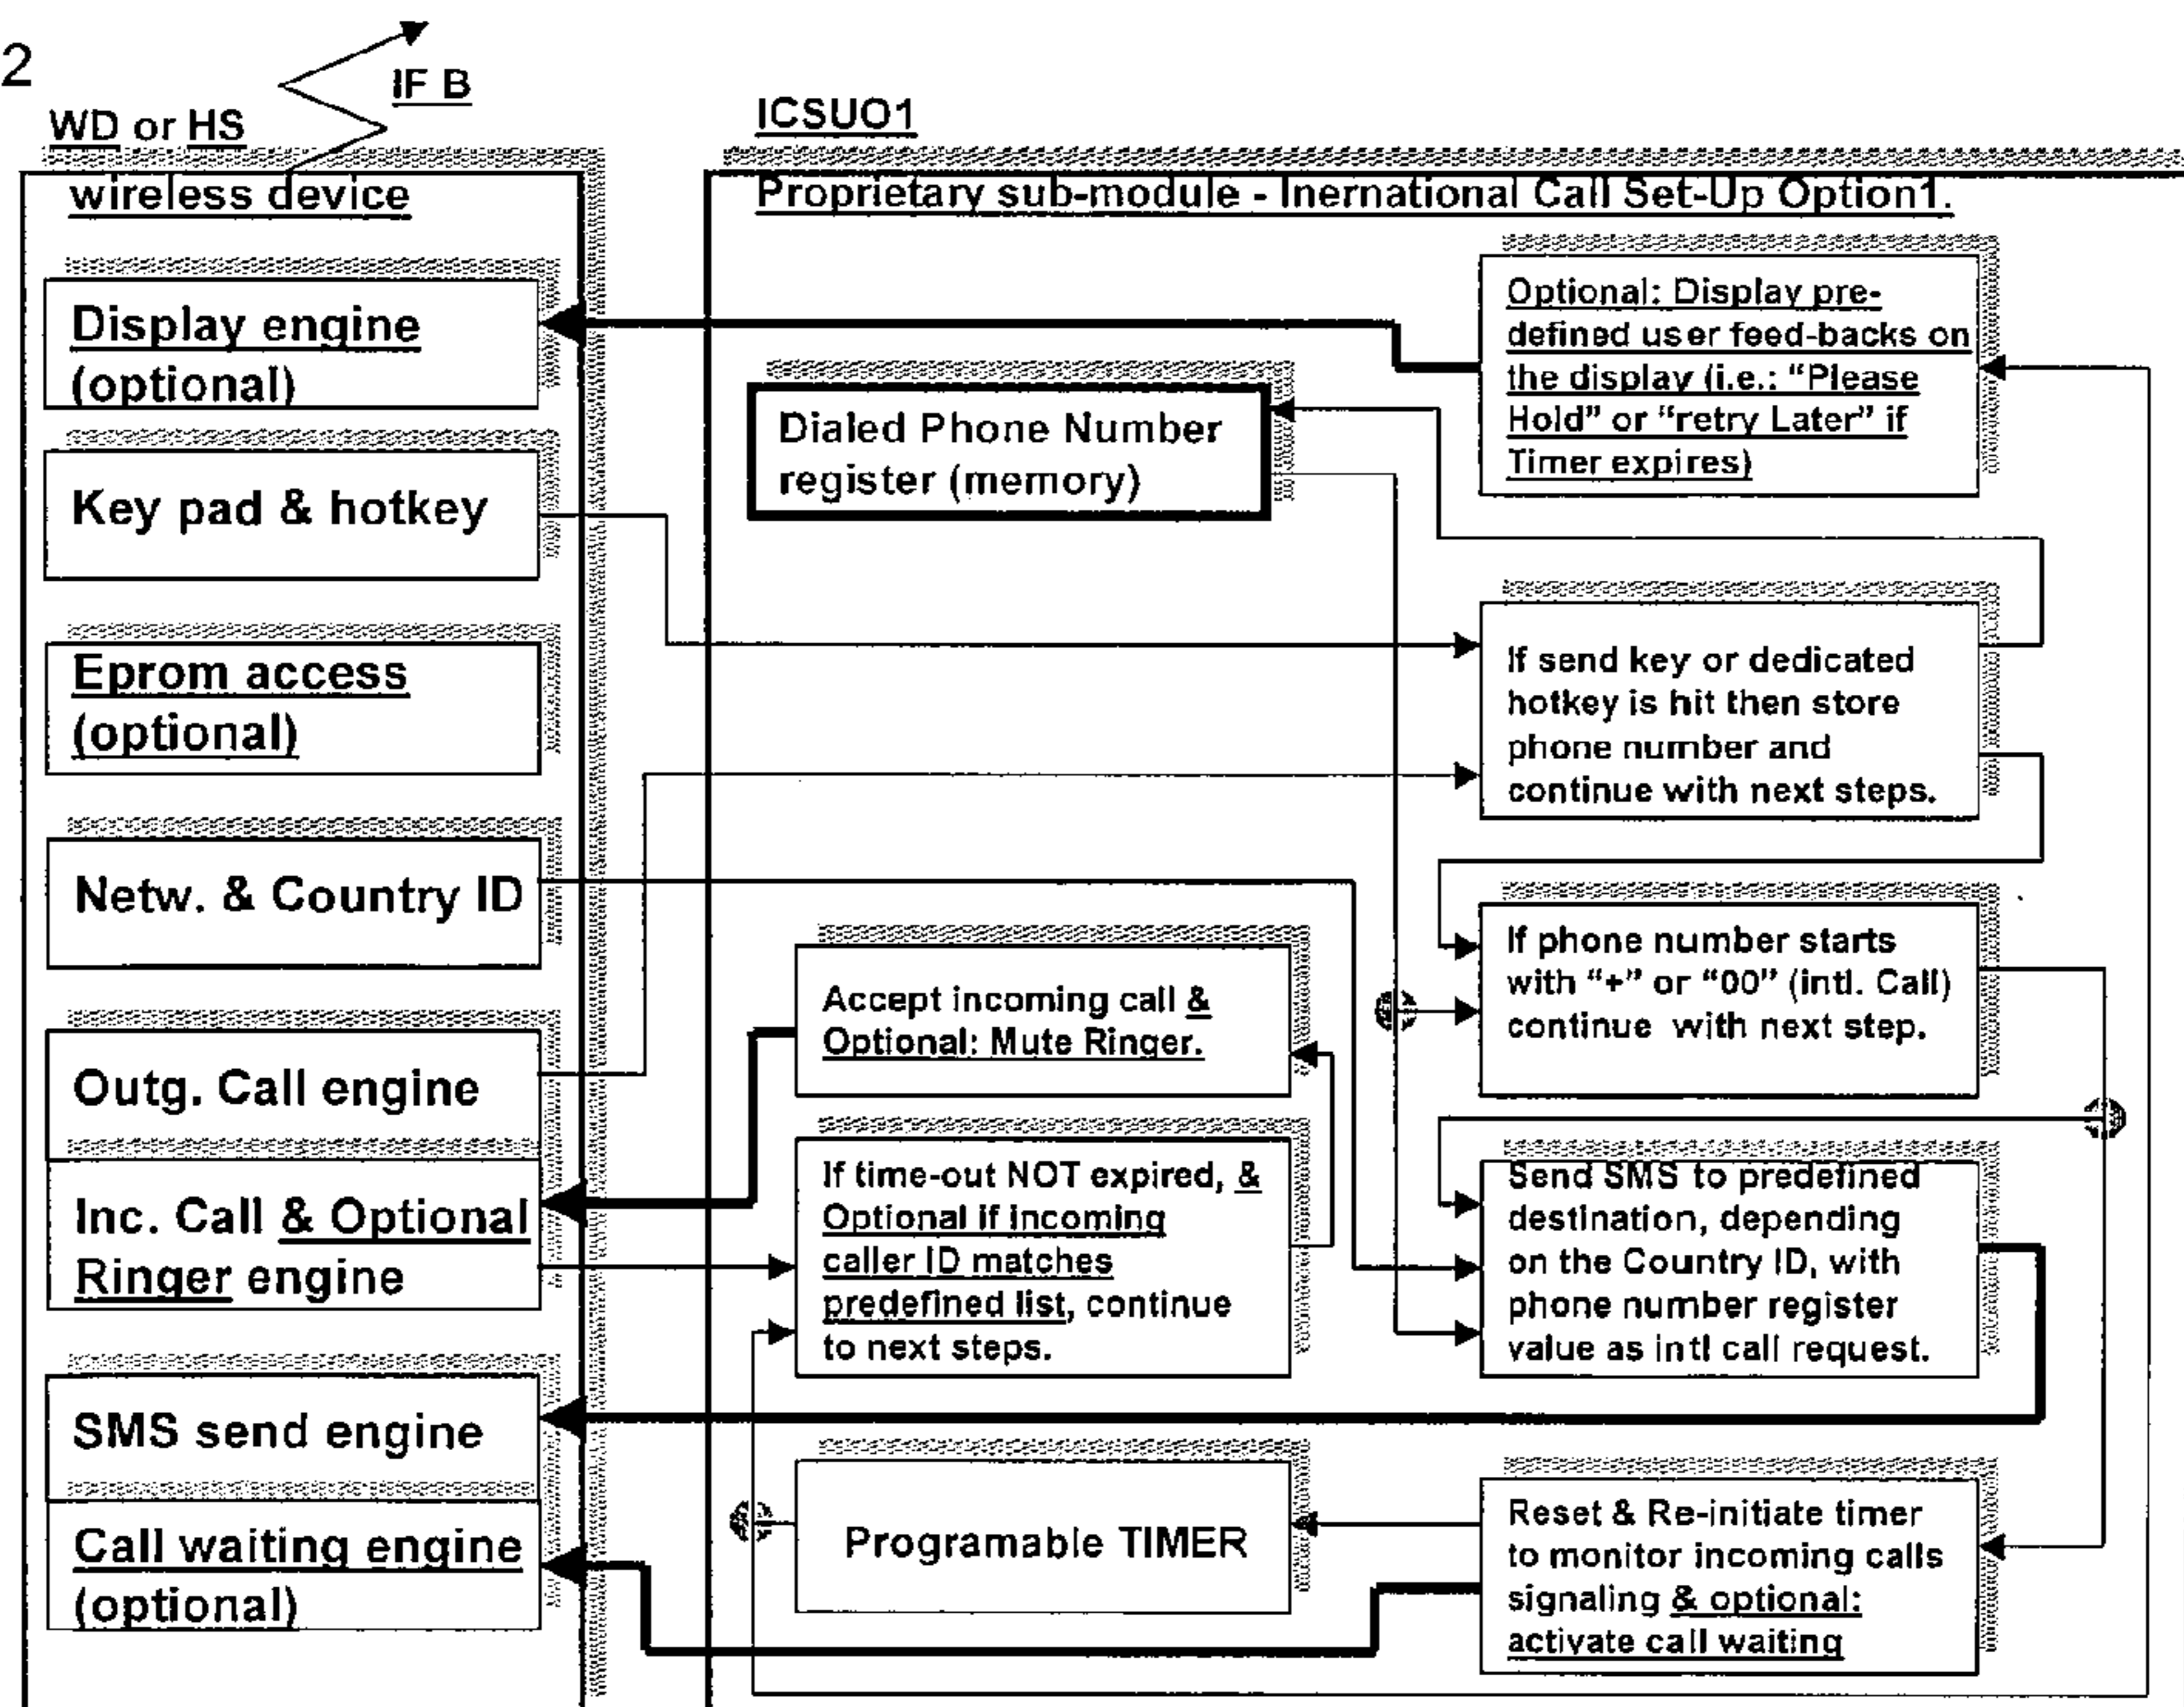 2
IF B
WD or HS
wireless device
Display engine
(optional)
Key pad & hotkey
Eprom access
(optional)
Netw. & Country ID
Outg. Call engine
Inc. Call & Optional
Ringer engine
SMS send engine
Call waiting engine
(optional)
ICSUO1
Proprietary sub-module - Inernational Call Set-Up Option1.
Dialed Phone Number
register (memory)
Accept incoming call &
Optional: Mute Ringer.
If time-out NOT expired, &
Optional if incoming
caller ID matches
predefined list, continue
to next steps.
Programable TIMER
Optional: Display pre-
defined user feed-backs on
the display (i.e.: “Please
Hold” or “retry Later” if
Timer expires)
If send key or dedicated
hotkey is hit then store
phone number and
continue with next steps.
If phone number starts
with “+” or “00” (intl. Call)
continue with next step.
Send SMS to predefined
destination, depending
on the Country ID, with
phone number register
value as intl call request.
Reset & Re-initiate timer
to monitor incoming calls
signaling & optional:
activate call waiting